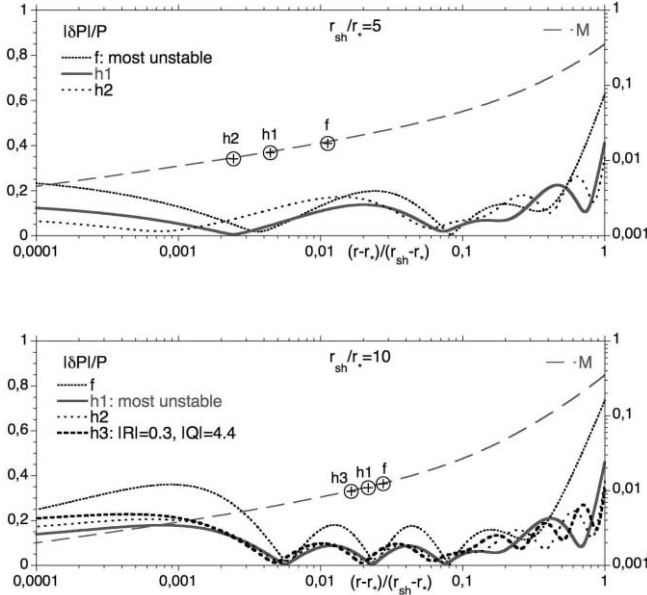 |δP|/P r_sh/r_*=5 M
f: most unstable
h1
h2
1
0,8
0,6
0,4
0,2
0
1
0,1
0,01
0,001
h2 h1 f
0,0001 0,001 0,01 (r-r_*)/(r_sh-r_*) 0,1 1
|δP|/P r_sh/r_*=10 M
f
h1: most unstable
h2
h3: |R|=0.3, |Q|=4.4
1
0,8
0,6
0,4
0,2
0
1
0,1
0,01
0,001
h3 h1 f
0,0001 0,001 0,01 (r-r_*)/(r_sh-r_*) 0,1 1